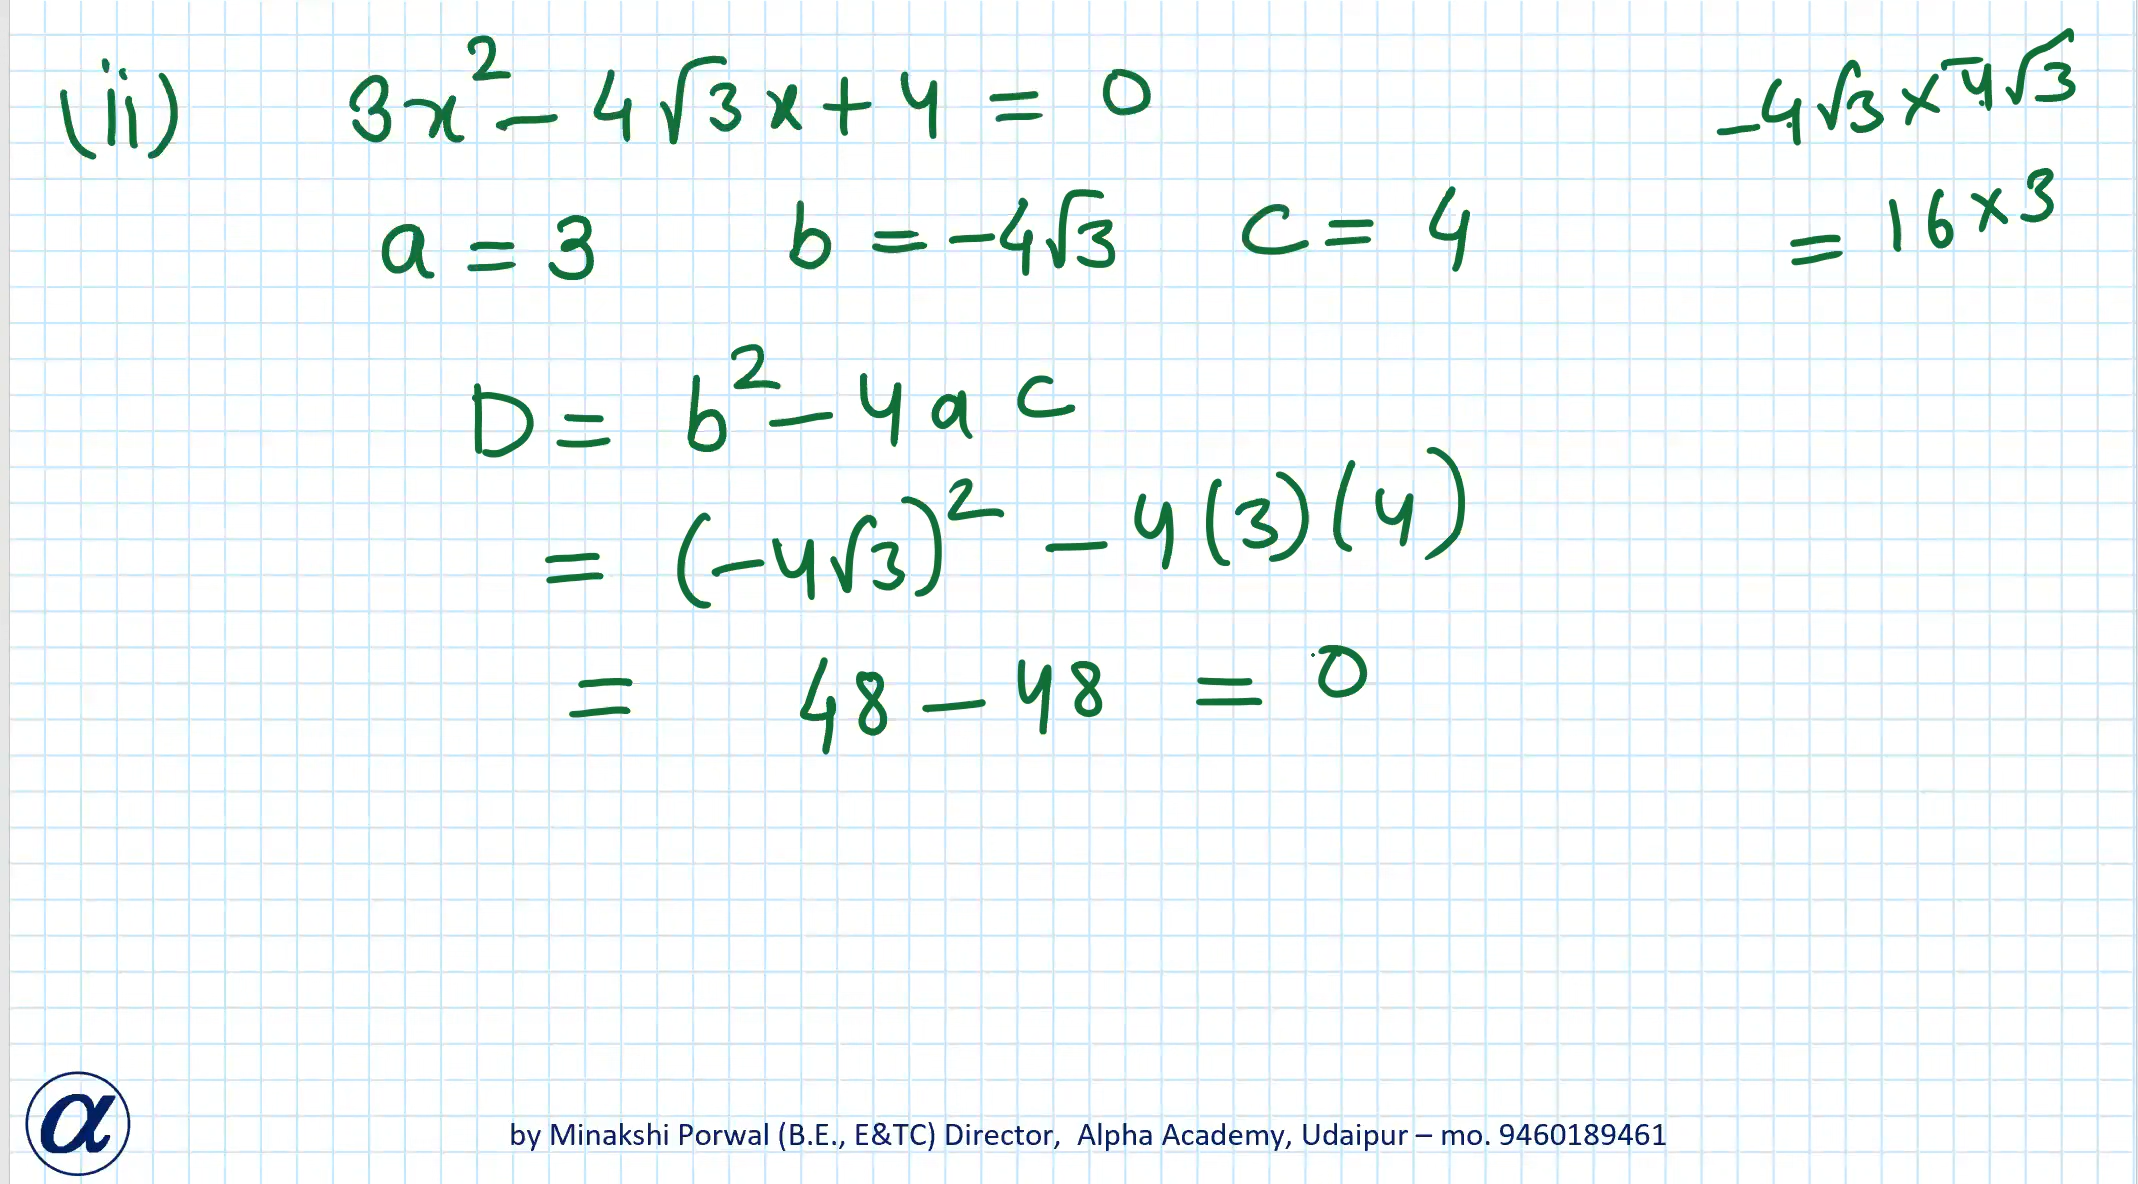 (ii) 3x² - 4√3x + 4 = 0
-4√3 × -4√3
a = 3 b = -4√3 c = 4
= 16 × 3
D = b² - 4ac
= (-4√3)² - 4(3)(4)
= 48 - 48 = 0
α
by Minakshi Porwal (B.E., E&TC) Director, Alpha Academy, Udaipur – mo. 9460189461